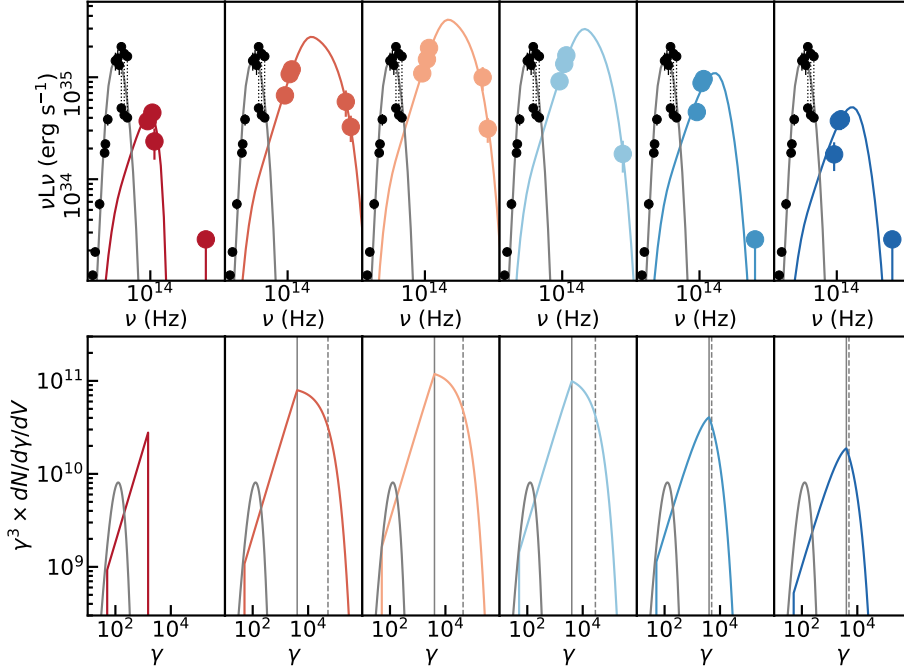 νLν (erg s⁻¹)
10³⁵
10³⁴
10¹⁴ 10¹⁴ 10¹⁴ 10¹⁴ 10¹⁴ 10¹⁴
ν (Hz) ν (Hz) ν (Hz) ν (Hz) ν (Hz) ν (Hz)
γ³ × dN/dγ/dV
10¹¹
10¹⁰
10⁹
10² 10⁴ 10² 10⁴ 10² 10⁴ 10² 10⁴ 10² 10⁴ 10² 10⁴
γ γ γ γ γ γ